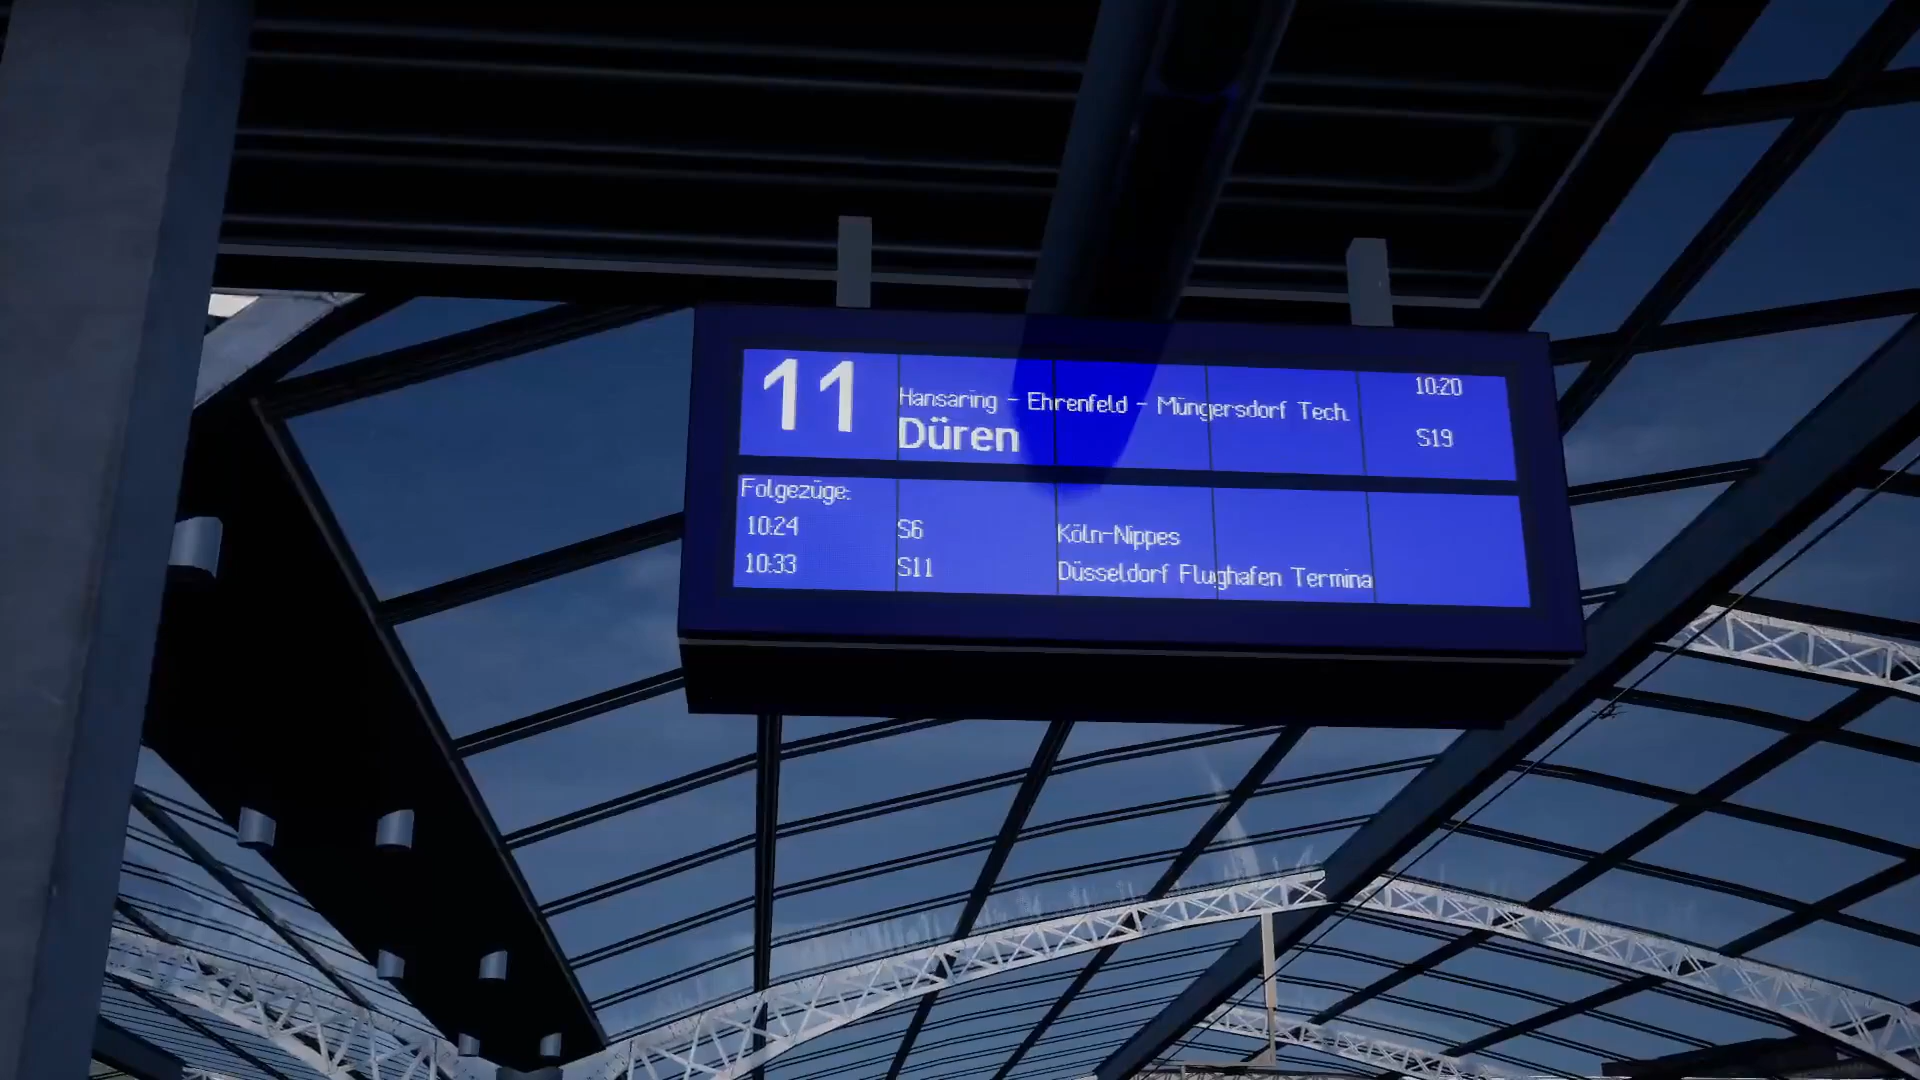 11
Hansaring - Ehrenfeld - Müngersdorf Tech.
Düren
10:20
S19
Folgezüge:
10:24 S6 Köln-Nippes
10:33 S11 Düsseldorf Flughafen Termina